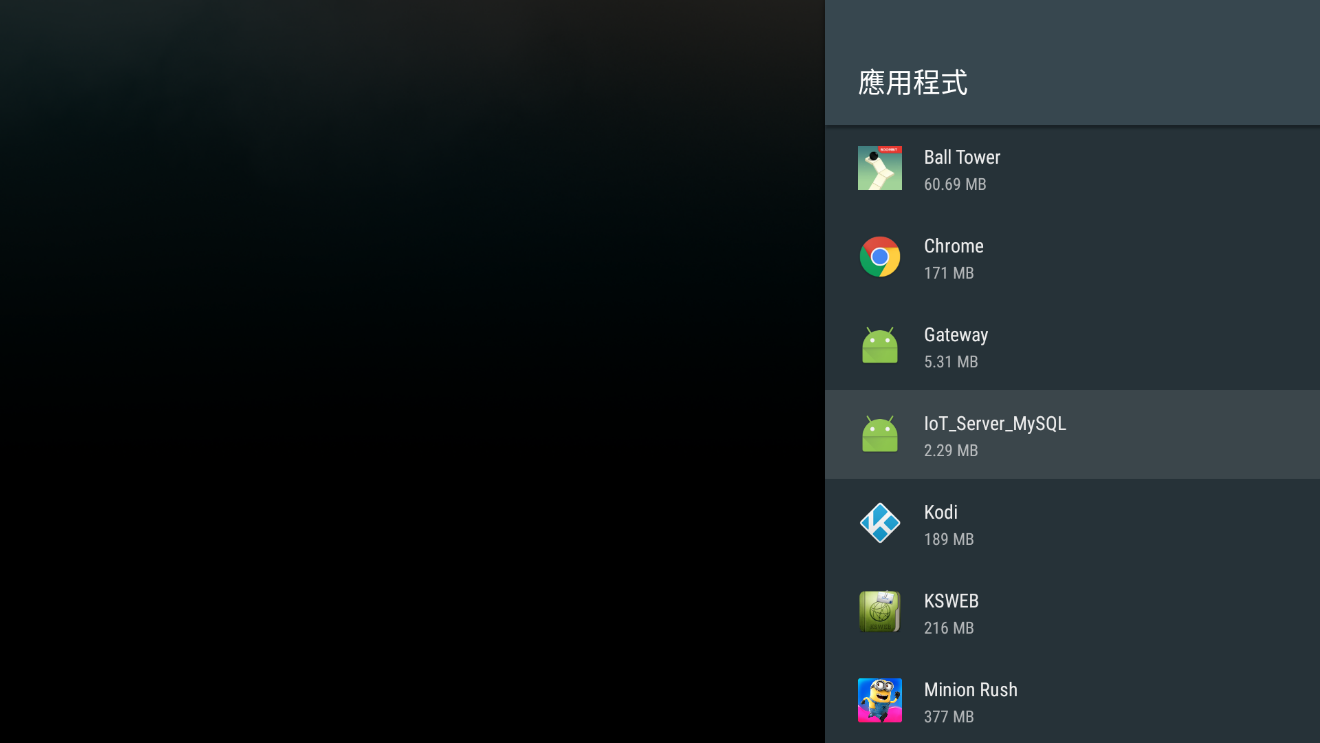 應用程式
Ball Tower
60.69 MB
Chrome
171 MB
Gateway
5.31 MB
IoT_Server_MySQL
2.29 MB
Kodi
189 MB
KSWEB
216 MB
Minion Rush
377 MB